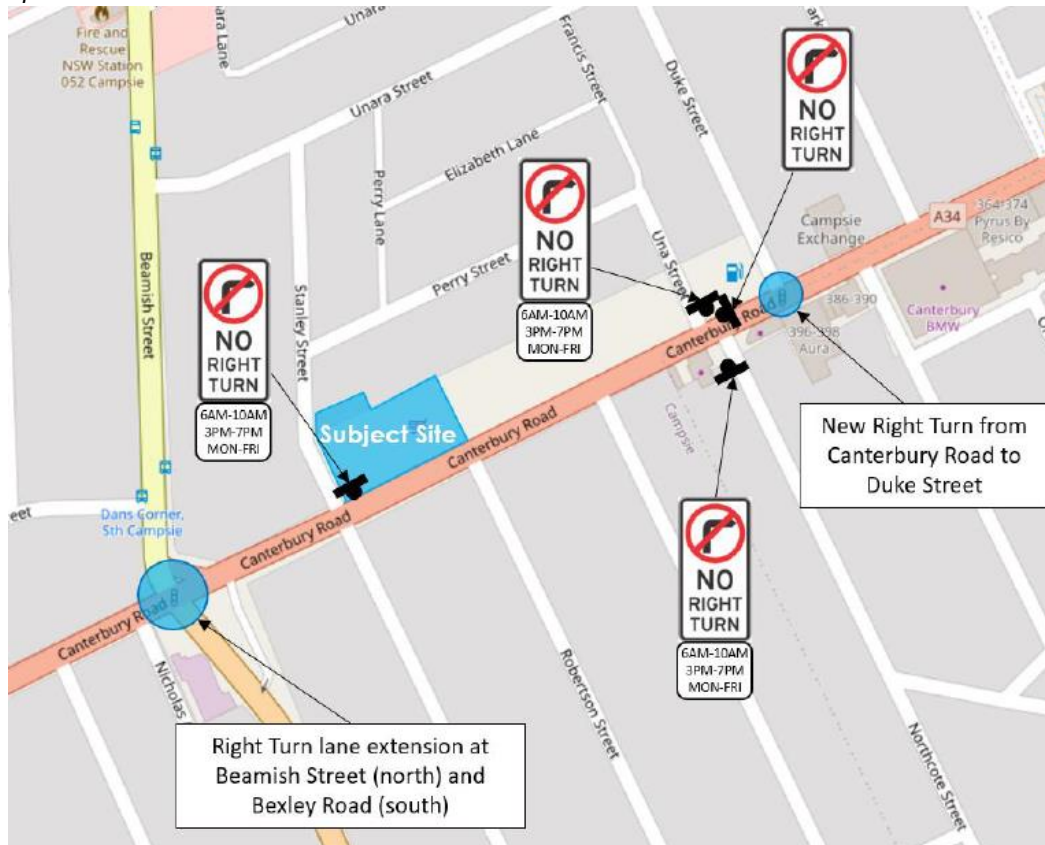 Fire and
Rescue
NSW Station
052 Campsie
Unara Street
Francis Street
Duke Street
Elizabeth Lane
Perry Lane
Perry Street
Beamish Street
Stanley Street
Una Street
NO
RIGHT
TURN
NO
RIGHT
TURN
6AM-10AM
3PM-7PM
MON-FRI
NO
RIGHT
TURN
6AM-10AM
3PM-7PM
MON-FRI
Campsie
Exchange
A34
364-374
Pyrus By
Resico
386-390
Canterbury
BMW
396-398
Aura
Canterbury Road
Subject Site
Canterbury Road
Campsie
New Right Turn from
Canterbury Road to
Duke Street
eet
Dans Corner,
Sth Campsie
Canterbury Road
NO
RIGHT
TURN
6AM-10AM
3PM-7PM
MON-FRI
Canterbury Road
Nicholas
Robertson Street
Northcote Street
Right Turn lane extension at
Beamish Street (north) and
Bexley Road (south)